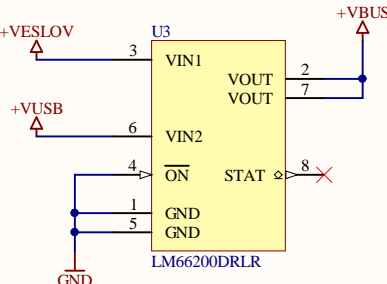 +VESLOV
U3
+VBUS
3
VIN1
VOUT
2
VOUT
7
+VUSB
6
VIN2
4
ON
STAT
8
1
GND
5
GND
GND
LM66200DRLR